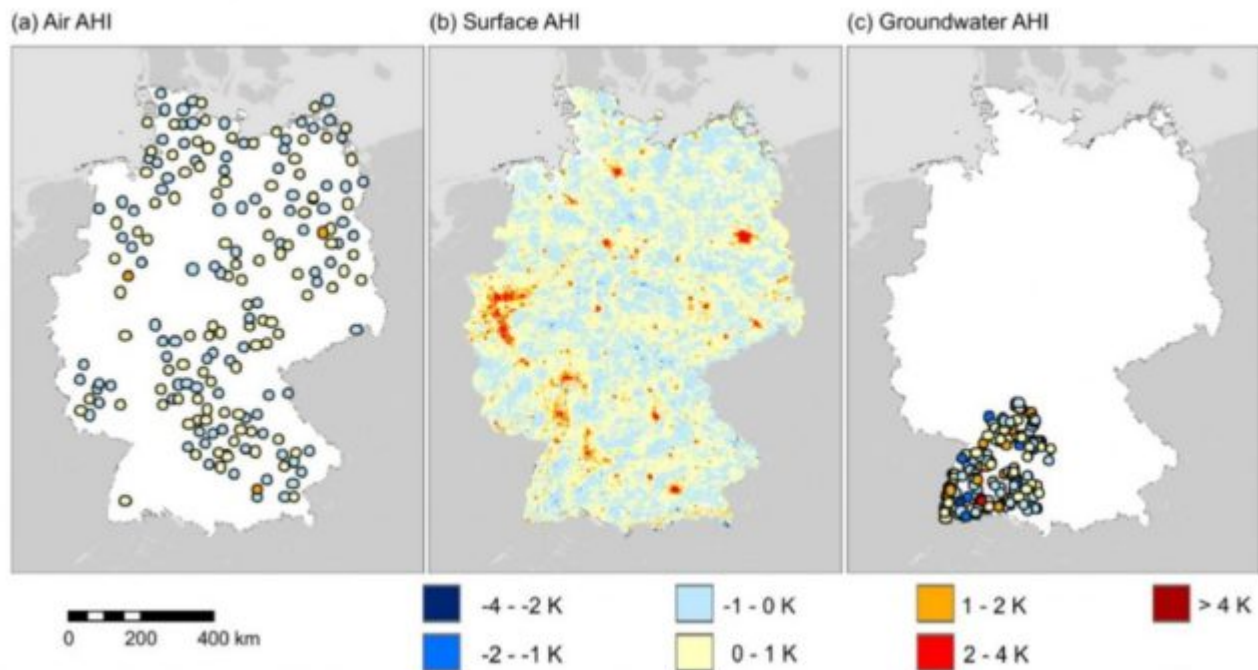 (a) Air AHI
(b) Surface AHI
(c) Groundwater AHI
0 200 400 km
-4 - -2 K
-1 - 0 K
1 - 2 K
> 4 K
-2 - -1 K
0 - 1 K
2 - 4 K